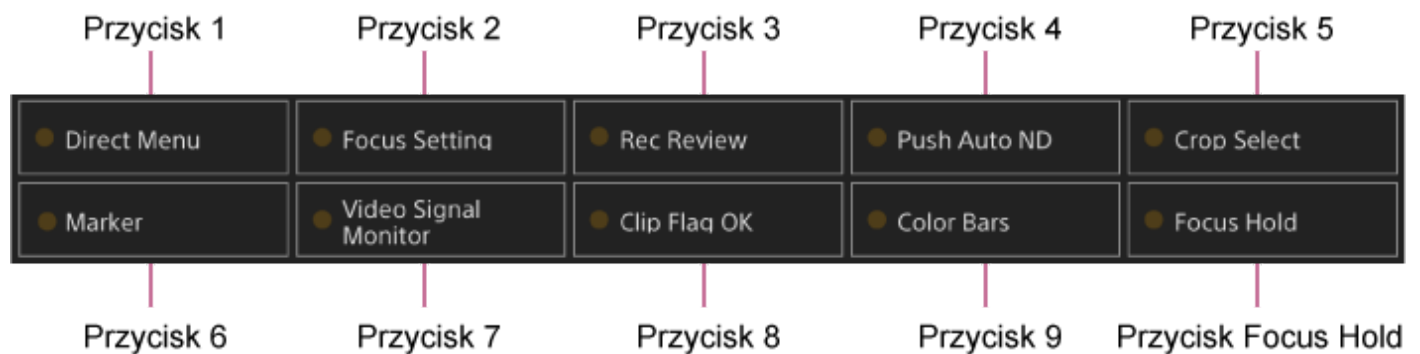 Przycisk 1 Przycisk 2 Przycisk 3 Przycisk 4 Przycisk 5
Direct Menu Focus Setting Rec Review Push Auto ND Crop Select
Marker Video Signal Monitor Clip Flag OK Color Bars Focus Hold
Przycisk 6 Przycisk 7 Przycisk 8 Przycisk 9 Przycisk Focus Hold